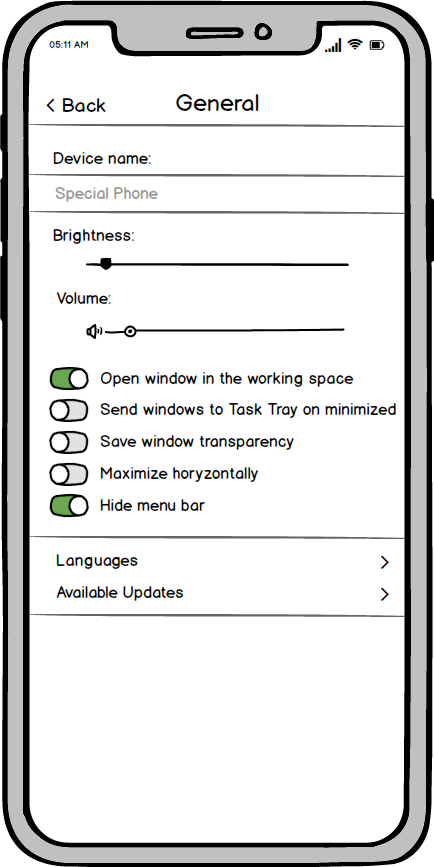 05:11 AM
Back
General
Device name:
Special Phone
Brightness:
Volume:
Open window in the working space
Send windows to Task Tray on minimized
Save window transparency
Maximize horyzontally
Hide menu bar
Languages
Available Updates